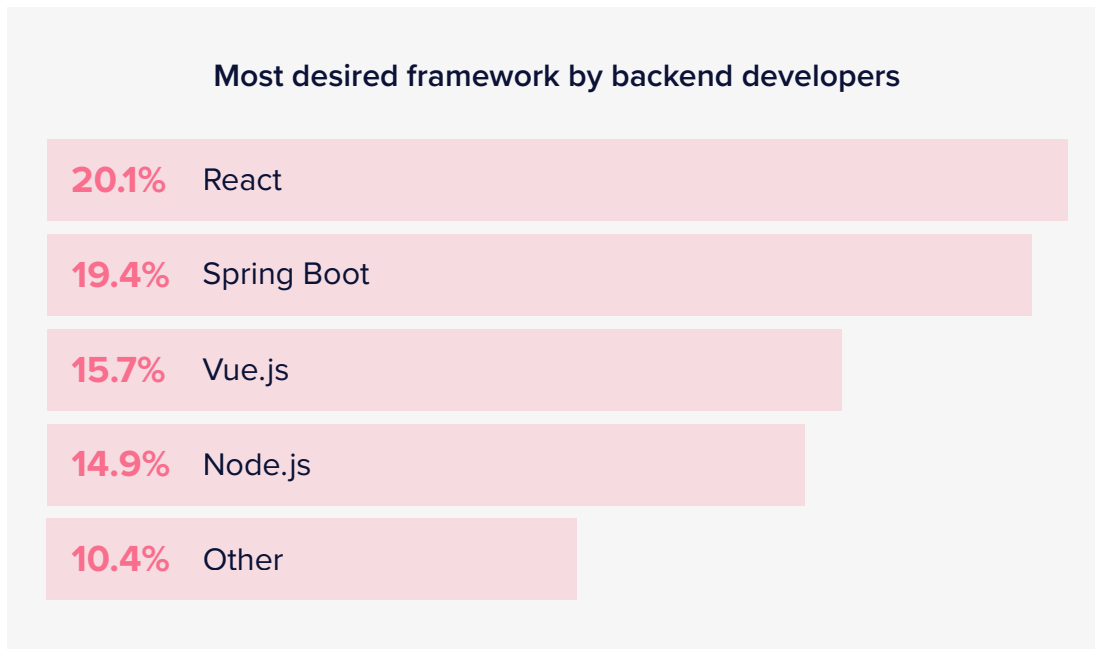 Most desired framework by backend developers
20.1% React
19.4% Spring Boot
15.7% Vue.js
14.9% Node.js
10.4% Other